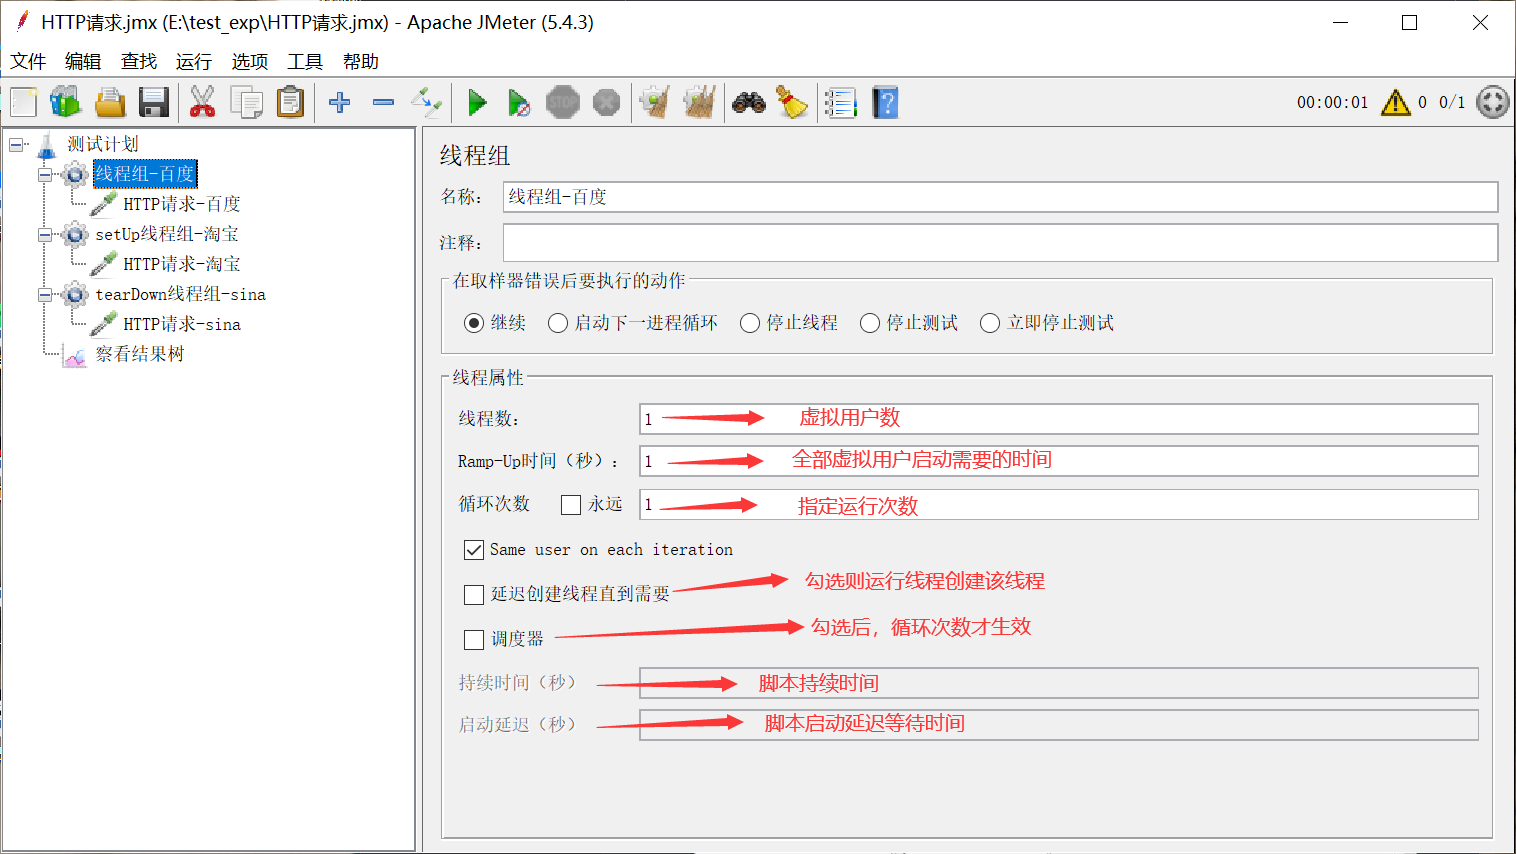 HTTP请求.jmx (E:\test_exp\HTTP请求.jmx) - Apache JMeter (5.4.3)
文件 编辑 查找 运行 选项 工具 帮助
STOP 00:00:01 0 0/1
测试计划
线程组-百度
HTTP请求-百度
setUp线程组-淘宝
HTTP请求-淘宝
tearDown线程组-sina
HTTP请求-sina
察看结果树
线程组
名称： 线程组-百度
注释：
在取样器错误后要执行的动作
继续 启动下一进程循环 停止线程 停止测试 立即停止测试
线程属性
线程数： 1 虚拟用户数
Ramp-Up时间（秒）： 1 全部虚拟用户启动需要的时间
循环次数 永远 1 指定运行次数
Same user on each iteration
延迟创建线程直到需要 勾选则运行线程创建该线程
调度器 勾选后，循环次数才生效
持续时间（秒） 脚本持续时间
启动延迟（秒） 脚本启动延迟等待时间